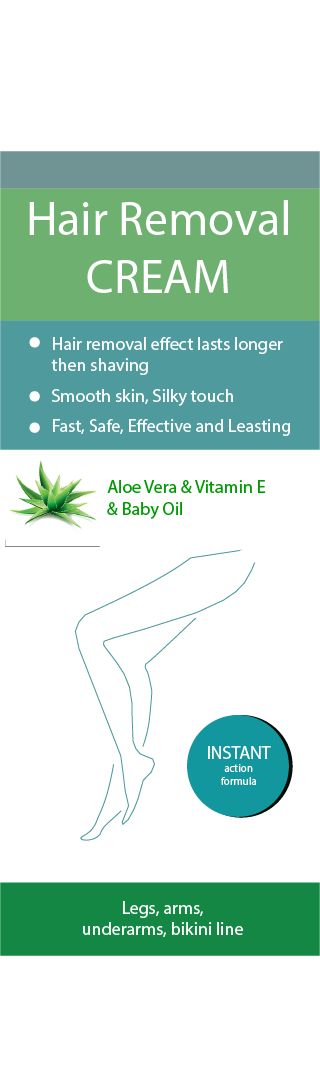 Hair Removal
CREAM
Hair removal effect lasts longer
then shaving
Smooth skin, Silky touch
Fast, Safe, Effective and Leasting
Aloe Vera & Vitamin E
& Baby Oil
INSTANT
action
formula
Legs, arms,
underarms, bikini line